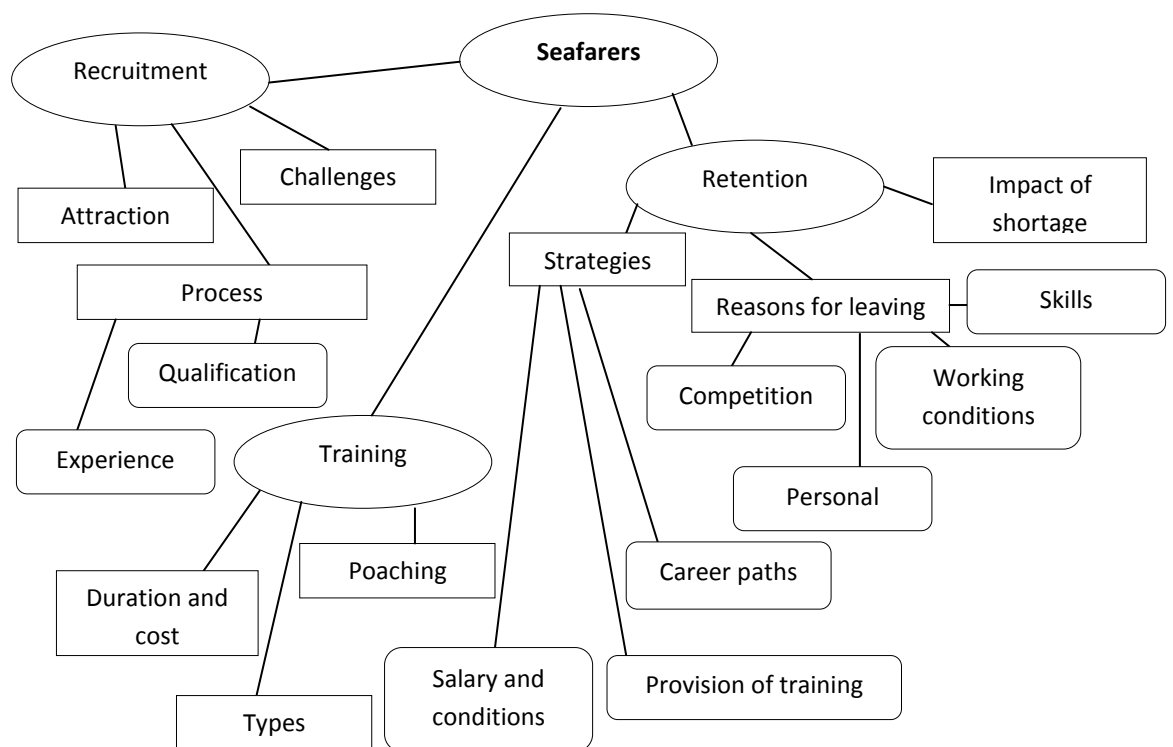 Seafarers
Recruitment
Challenges
Attraction
Process
Qualification
Experience
Retention
Impact of
shortage
Strategies
Reasons for leaving
Skills
Competition
Working
conditions
Personal
Training
Poaching
Duration and
cost
Types
Career paths
Salary and
conditions
Provision of training